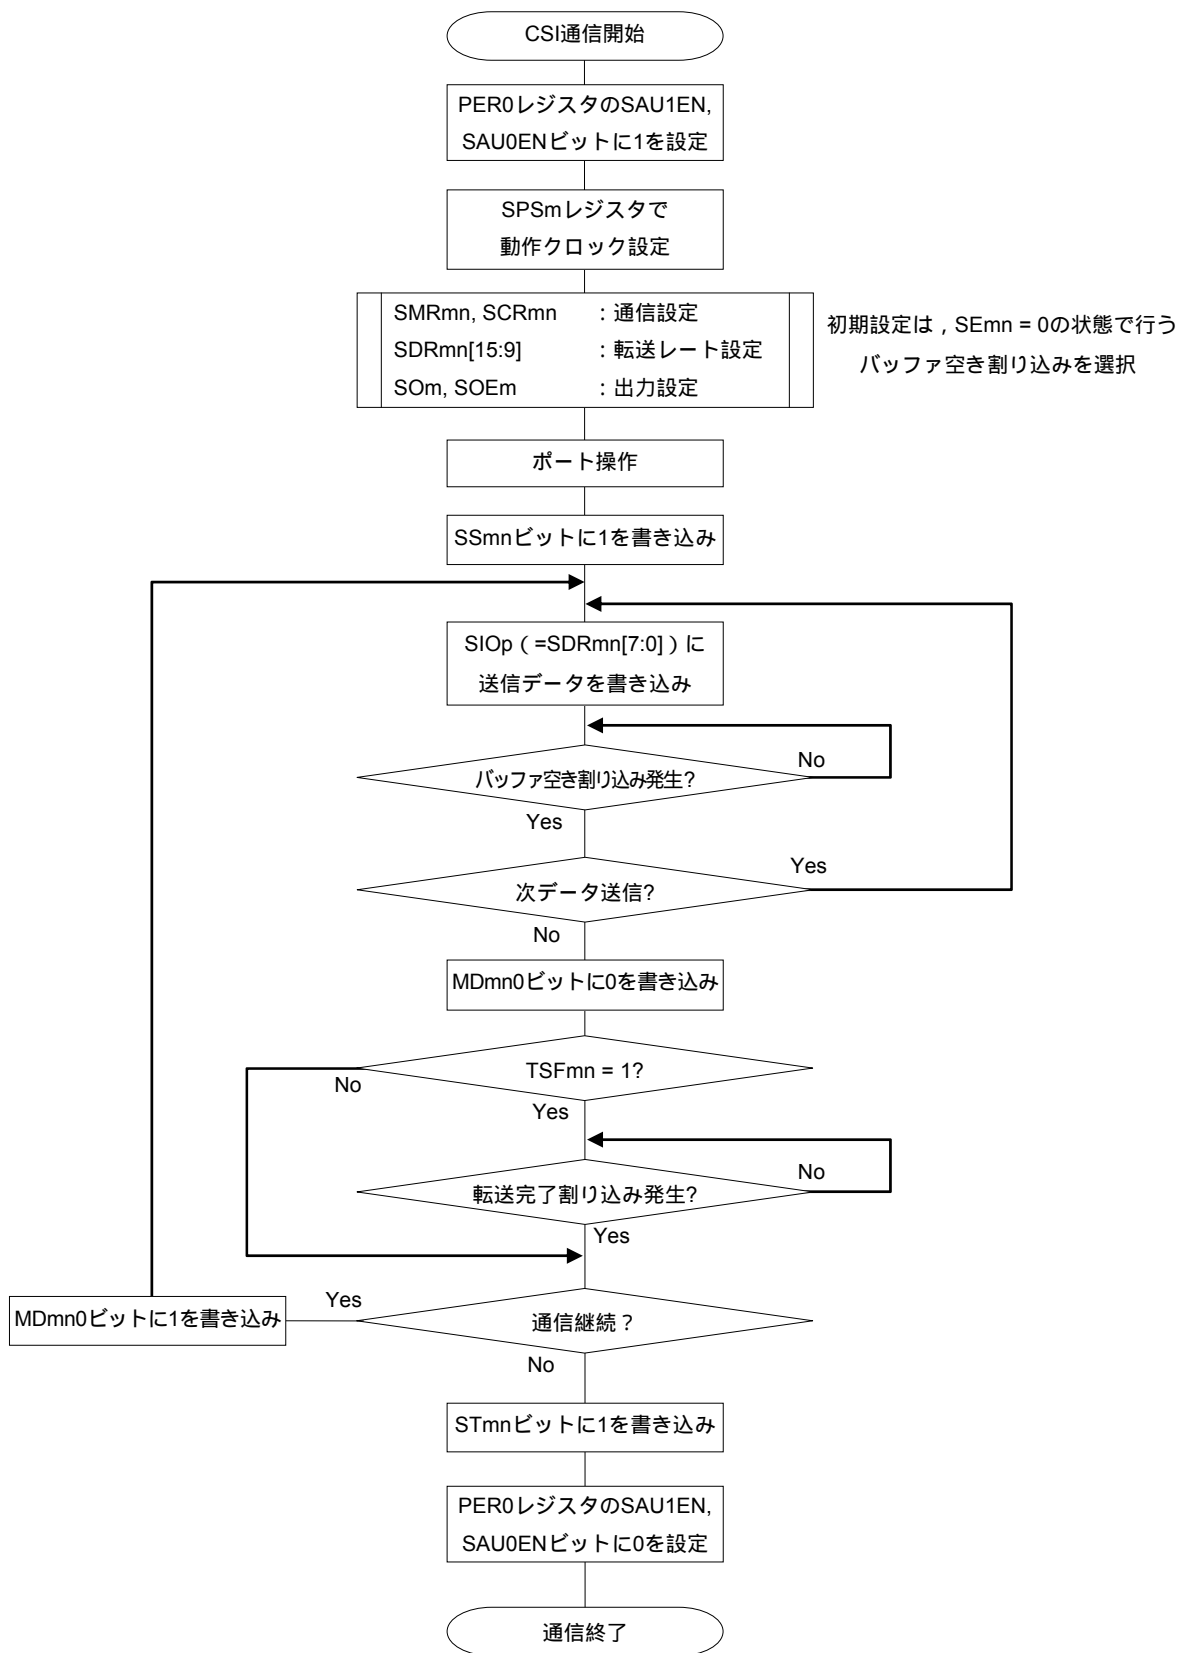 CSI通信開始
PER0レジスタのSAU1EN,
SAU0ENビットに1を設定
SPSmレジスタで
動作クロック設定
SMRmn, SCRmn :通信設定
SDRmn[15:9] :転送レート設定
SOm, SOEm :出力設定
初期設定は,SEmn = 0の状態で行う
バッファ空き割り込みを選択
ポート操作
SSmnビットに1を書き込み
SIOp(=SDRmn[7:0])に
送信データを書き込み
No
バッファ空き割り込み発生?
Yes
Yes
次データ送信?
No
MDmn0ビットに0を書き込み
TSFmn = 1?
No
Yes
No
転送完了割り込み発生?
Yes
MDmn0ビットに1を書き込み
Yes
通信継続?
No
STmnビットに1を書き込み
PER0レジスタのSAU1EN,
SAU0ENビットに0を設定
通信終了